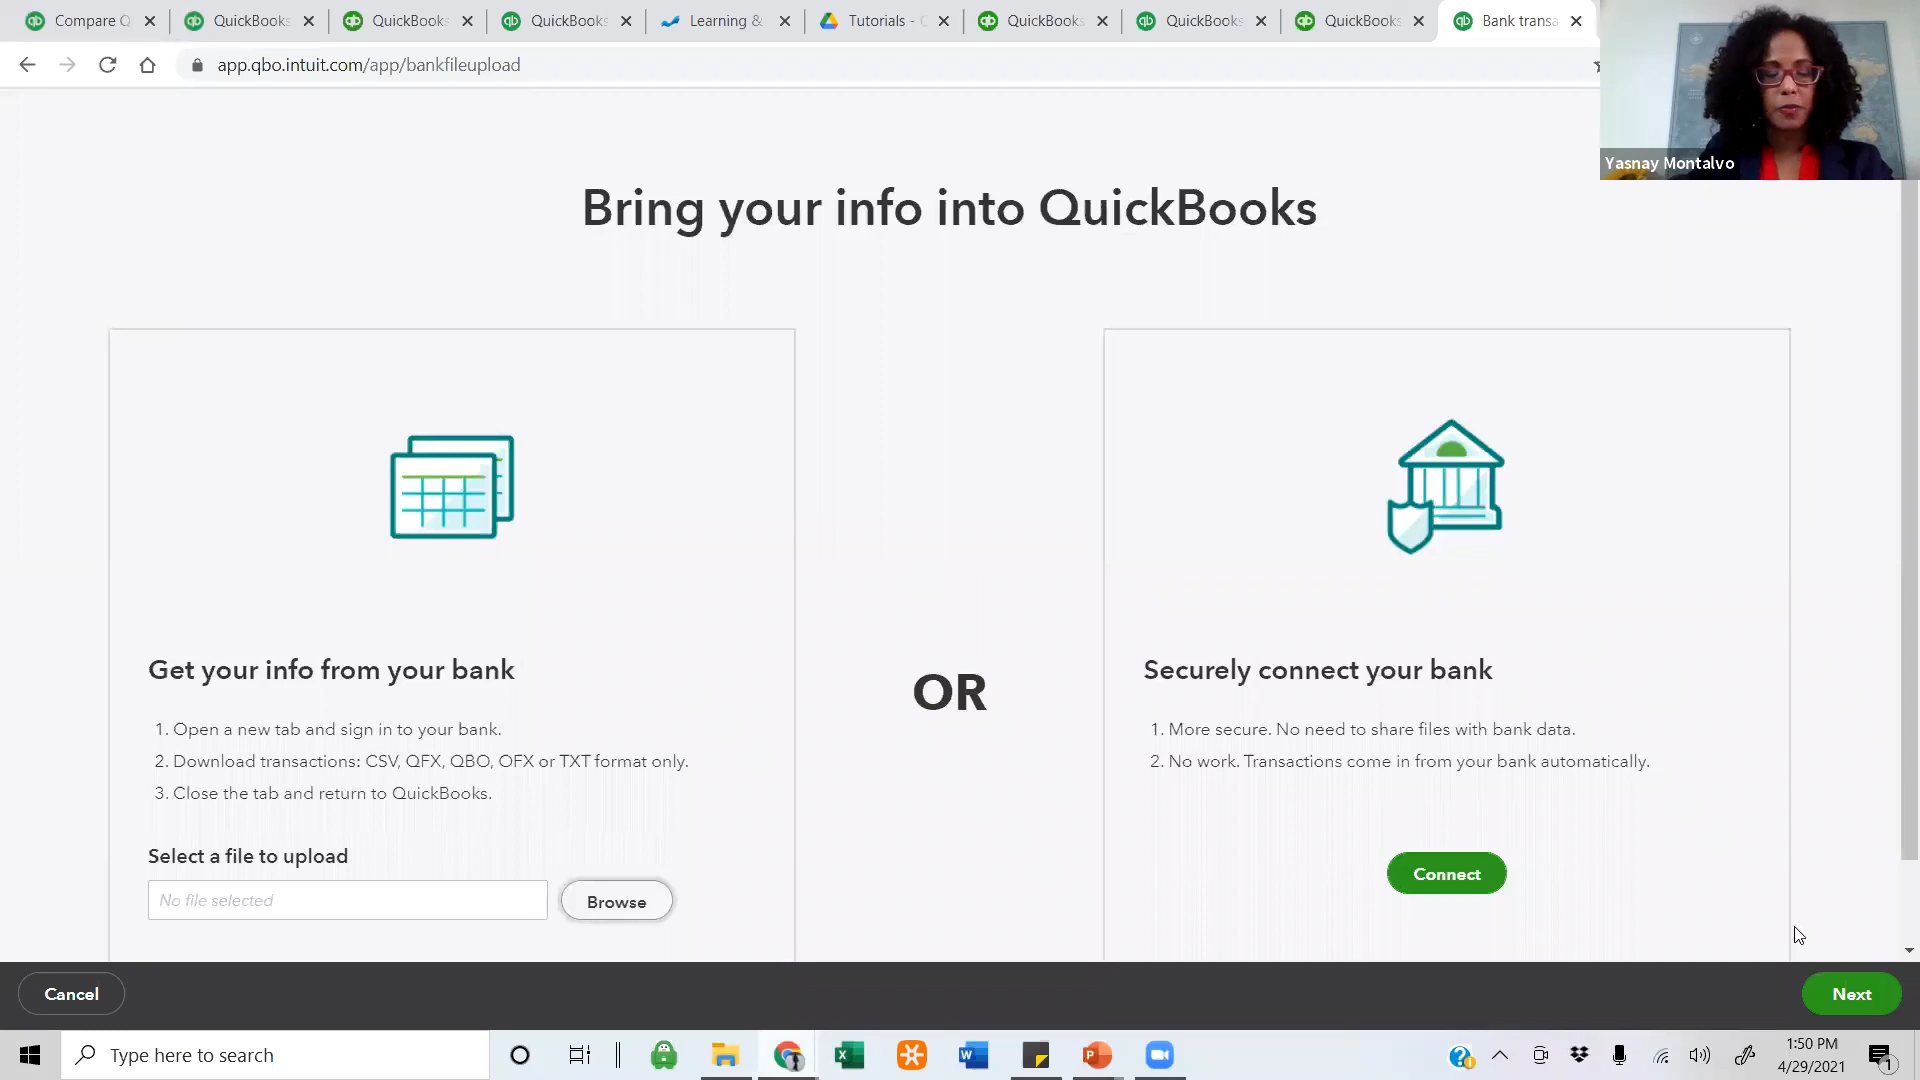 Compare Q
QuickBooks
QuickBooks
QuickBooks
Learning &
Tutorials -
QuickBooks
QuickBooks
QuickBooks
Bank transa
app.qbo.intuit.com/app/bankfileupload
Yasnay Montalvo
Bring your info into QuickBooks
Get your info from your bank
1. Open a new tab and sign in to your bank.
2. Download transactions: CSV, QFX, QBO, OFX or TXT format only.
3. Close the tab and return to QuickBooks.
Select a file to upload
No file selected
Browse
OR
Securely connect your bank
1. More secure. No need to share files with bank data.
2. No work. Transactions come in from your bank automatically.
Connect
Cancel
Next
Type here to search
1:50 PM
4/29/2021
1